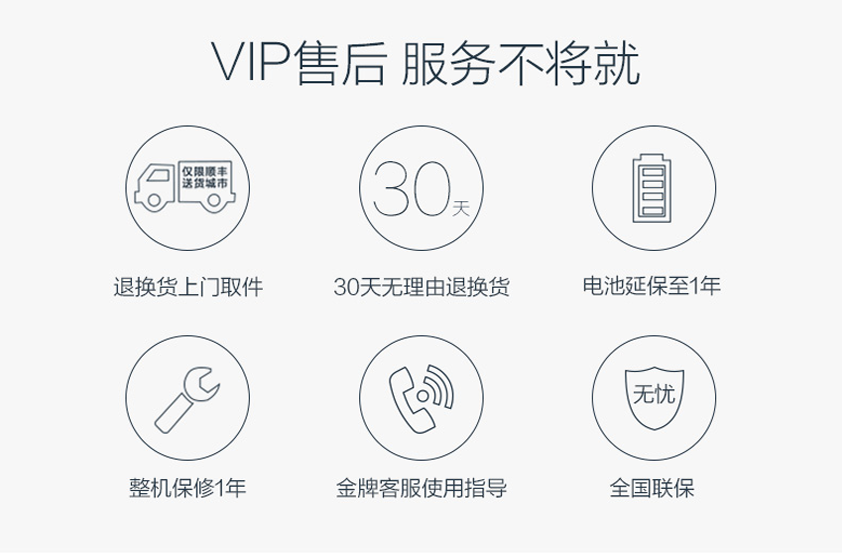 VIP售后 服务不将就
仅限顺丰
送货城市
30天
无忧
退换货上门取件
30天无理由退换货
电池延保至1年
整机保修1年
金牌客服使用指导
全国联保